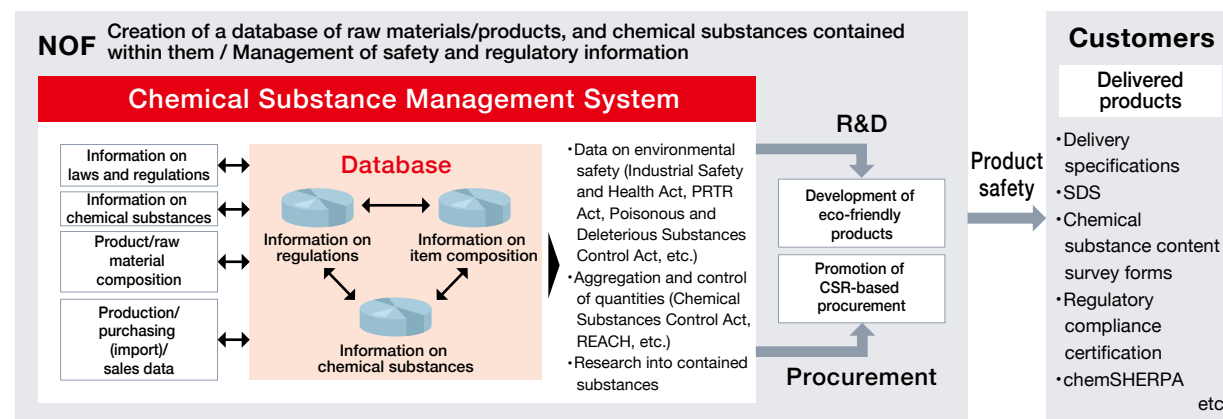 NOF
Creation of a database of raw materials/products, and chemical substances contained
within them / Management of safety and regulatory information
Chemical Substance Management System
Information on
laws and regulations
Information on
chemical substances
Product/raw
material
composition
Production/
purchasing
(import)/
sales data
Database
Information on
regulations
Information on
item composition
Information on
chemical substances
・Data on environmental
safety (Industrial Safety
and Health Act, PRTR
Act, Poisonous and
Deleterious Substances
Control Act, etc.)
・Aggregation and control
of quantities (Chemical
Substances Control Act,
REACH, etc.)
・Research into contained
substances
R&D
Development of
eco-friendly
products
Promotion of
CSR-based
procurement
Procurement
Product
safety
Customers
Delivered
products
・Delivery
specifications
・SDS
・Chemical
substance content
survey forms
・Regulatory
compliance
certification
・chemSHERPA
etc